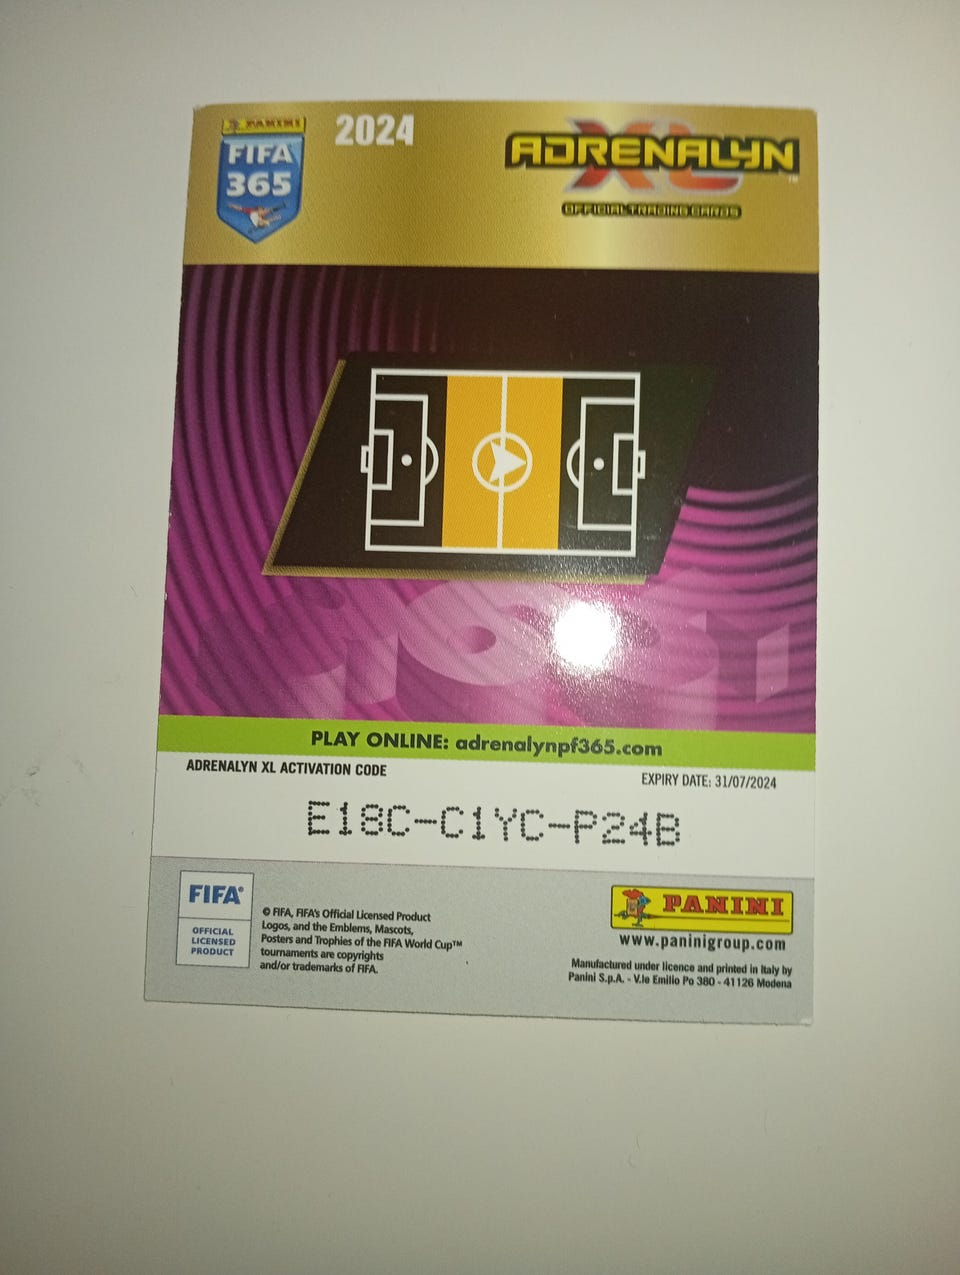 PANINI
FIFA
365
2024
ADRENALYN
XL
OFFICIAL TRADING CARDS
PLAY ONLINE: adrenalynpf365.com
ADRENALYN XL ACTIVATION CODE
EXPIRY DATE: 31/07/2024
E18C-C1YC-P24B
FIFA®
OFFICIAL
LICENSED
PRODUCT
© FIFA, FIFA's Official Licensed Product
Logos, and the Emblems, Mascots,
Posters and Trophies of the FIFA World Cup™
tournaments are copyrights
and/or trademarks of FIFA.
PANINI
www.paninigroup.com
Manufactured under licence and printed in Italy by
Panini S.p.A. - V.le Emilio Po 380 - 41126 Modena